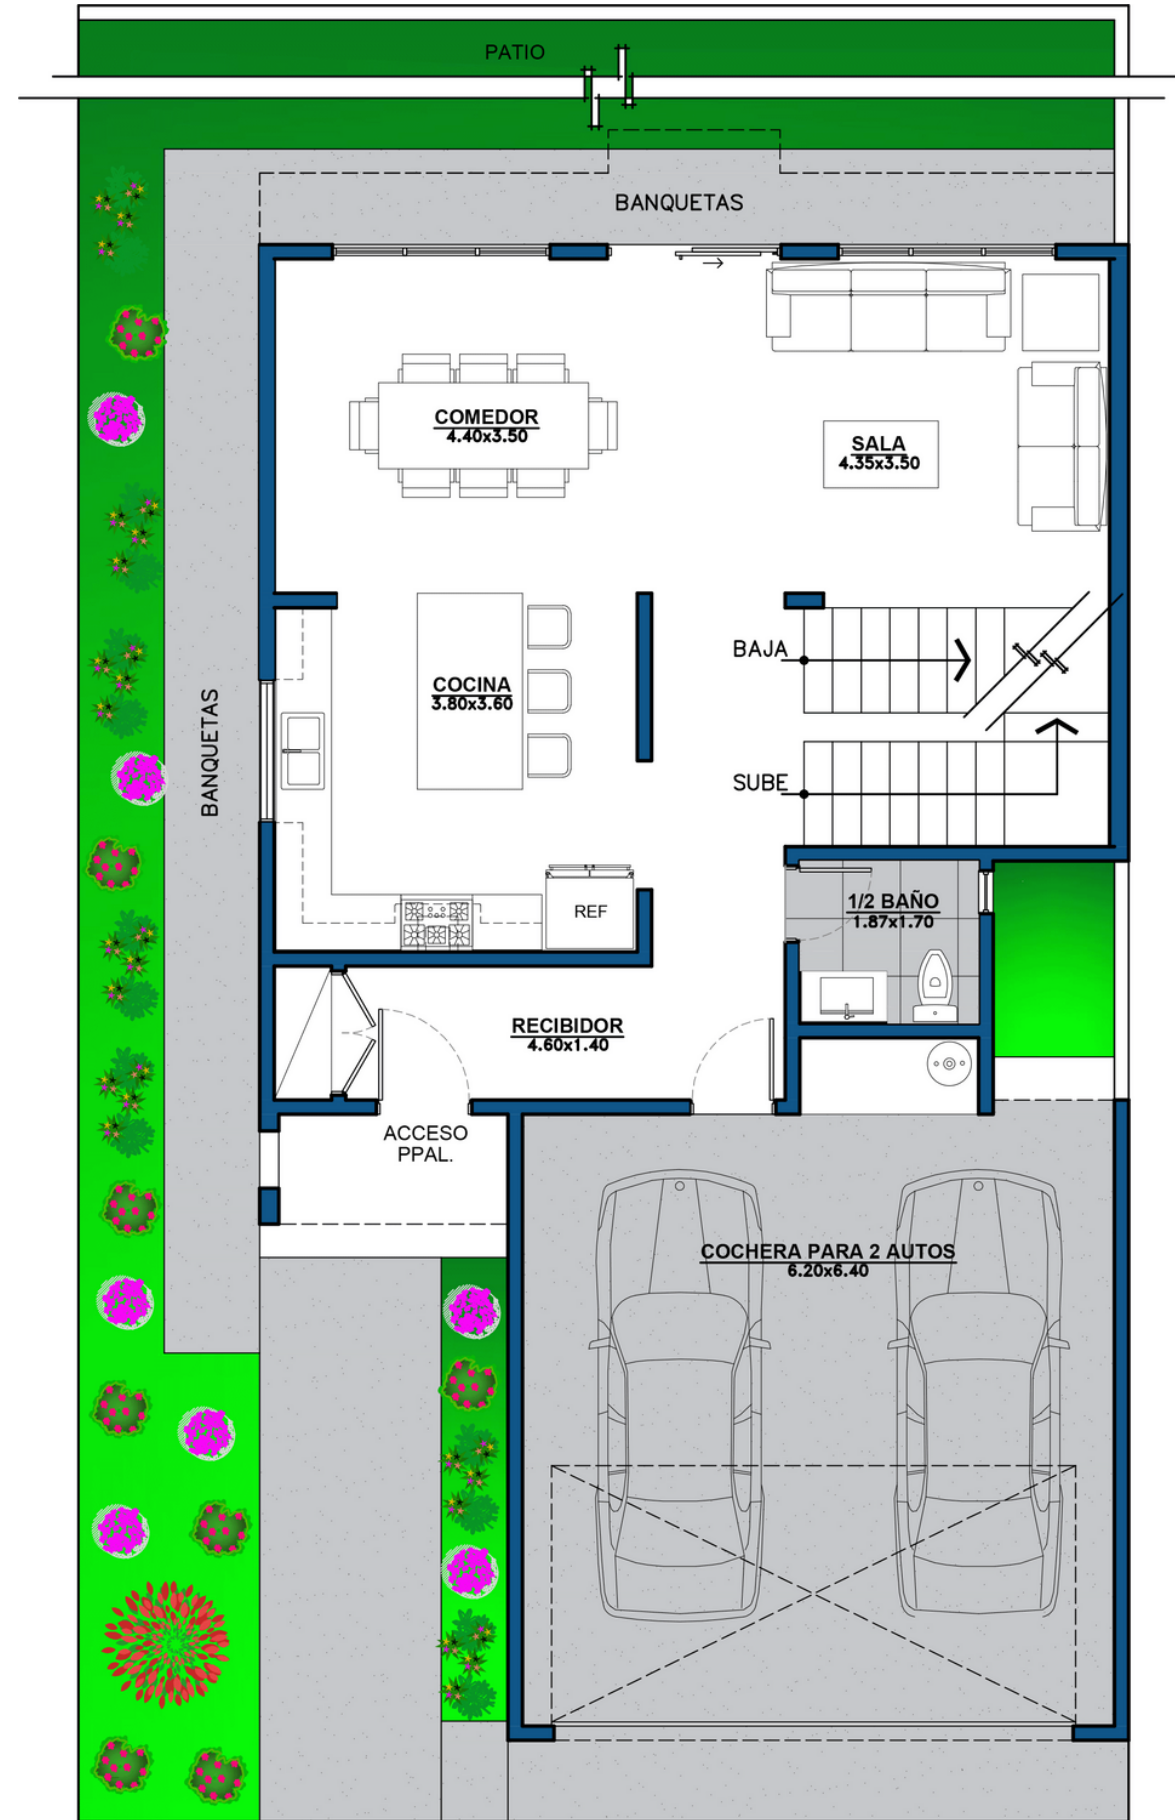 PATIO
BANQUETAS
COMEDOR
4.40x3.50
SALA
4.35x3.50
BAJA
COCINA
3.80x3.60
BANQUETAS
SUBE
REF
1/2 BAÑO
1.87x1.70
RECIBIDOR
4.60x1.40
ACCESO
PPAL.
COCHERA PARA 2 AUTOS
6.20x6.40